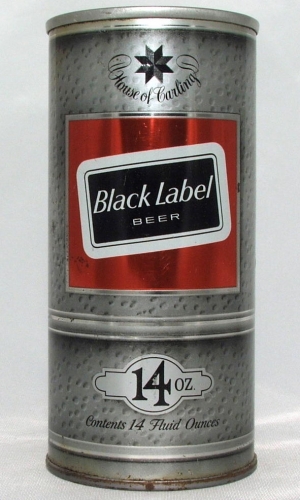 House of Carling
Black Label
BEER
14 OZ.
Contents 14 Fluid Ounces